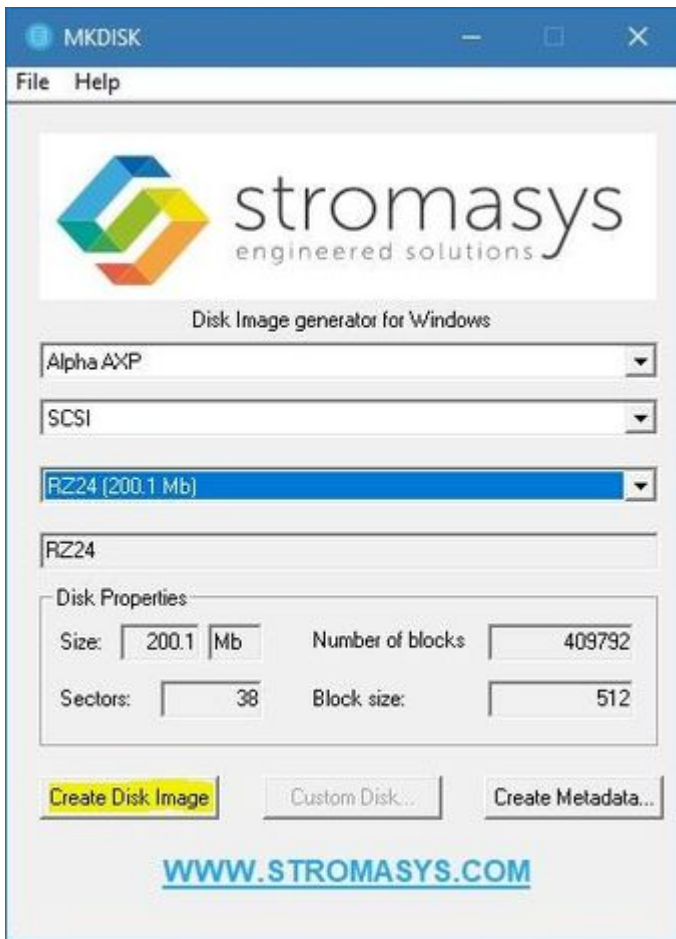 MKDISK
File Help
stromasys
engineered solutions
Disk Image generator for Windows
Alpha AXP
SCSI
RZ24 (200.1 Mb)
RZ24
Disk Properties
Size: 200.1 Mb Number of blocks 409792
Sectors: 38 Block size: 512
Create Disk Image Custom Disk... Create Metadata...
WWW.STROMASYS.COM